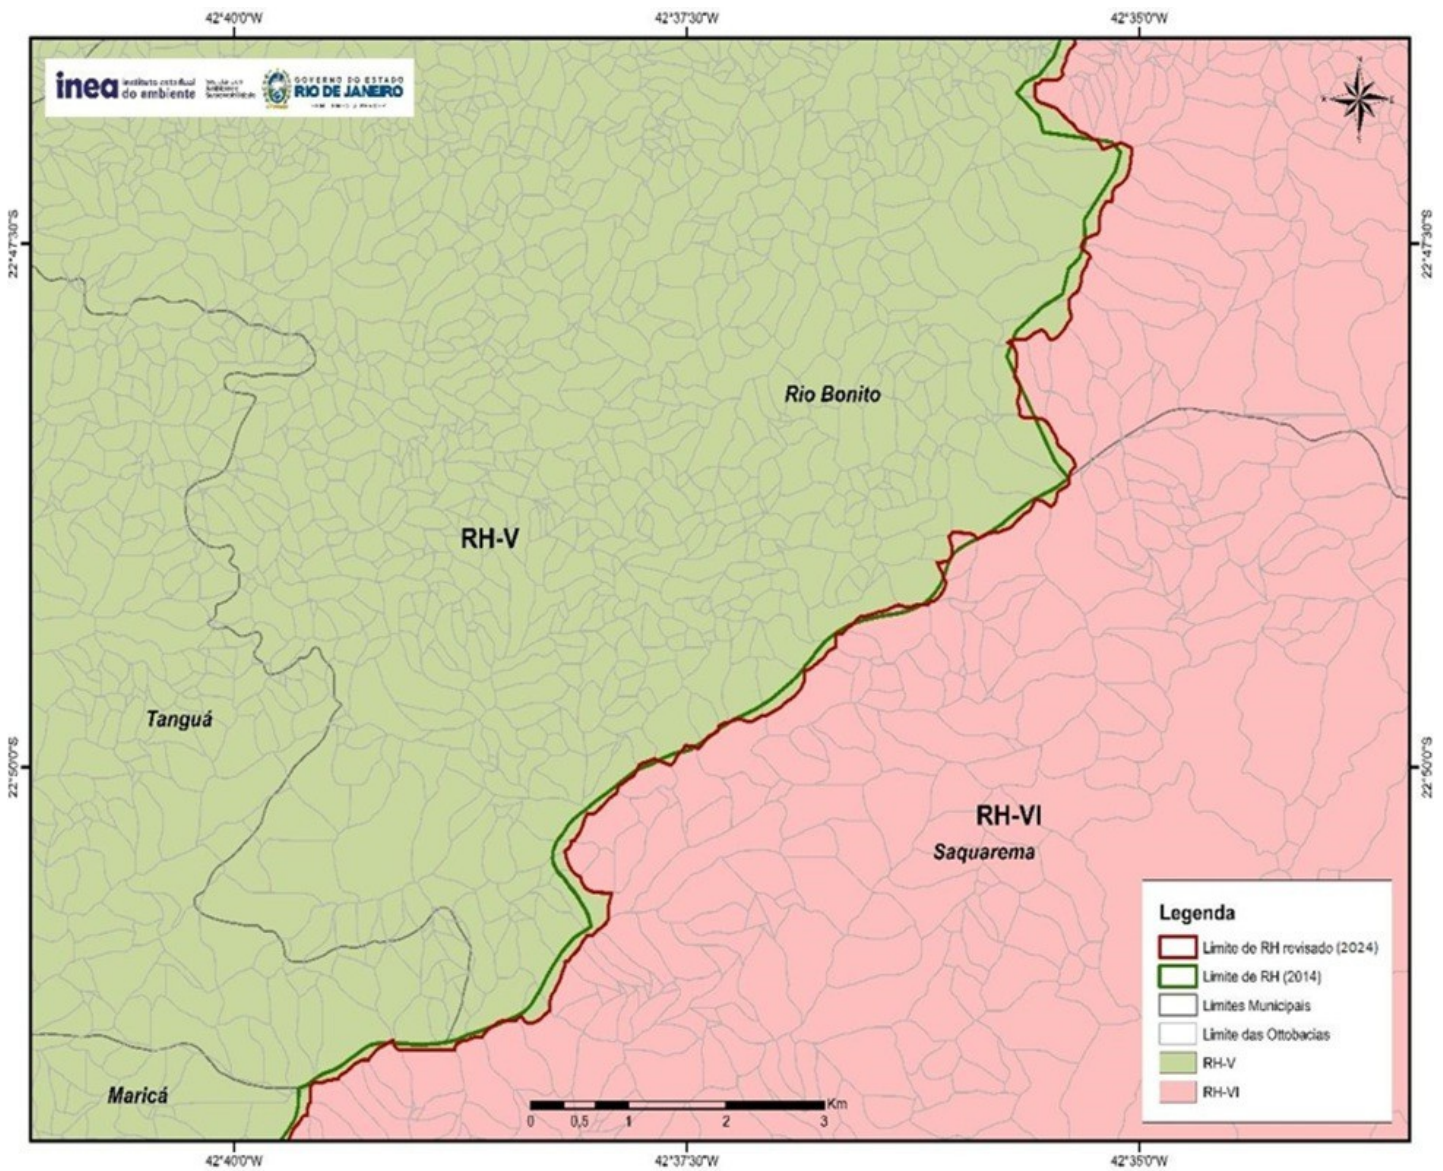 42°40'0"W
42°37'30"W
42°35'0"W
inea instituto estadual do ambiente
GOVERNO DO ESTADO
RIO DE JANEIRO
22°47'30"S
22°47'30"S
Rio Bonito
RH-V
Tanguá
22°50'0"S
22°50'0"S
RH-VI
Saquarema
Legenda
Limite de RH revisado (2024)
Limite de RH (2014)
Limites Municipais
Limite das Ottobacias
RH-V
RH-VI
Maricá
Km
0 0,5 1 2 3
42°40'0"W
42°37'30"W
42°35'0"W